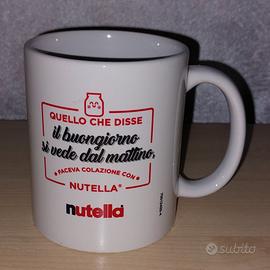 QUELLO CHE DISSE
il buongiorno
si vede dal mattino,
FACEVA COLAZIONE CON
NUTELLA®
nutella®
subito